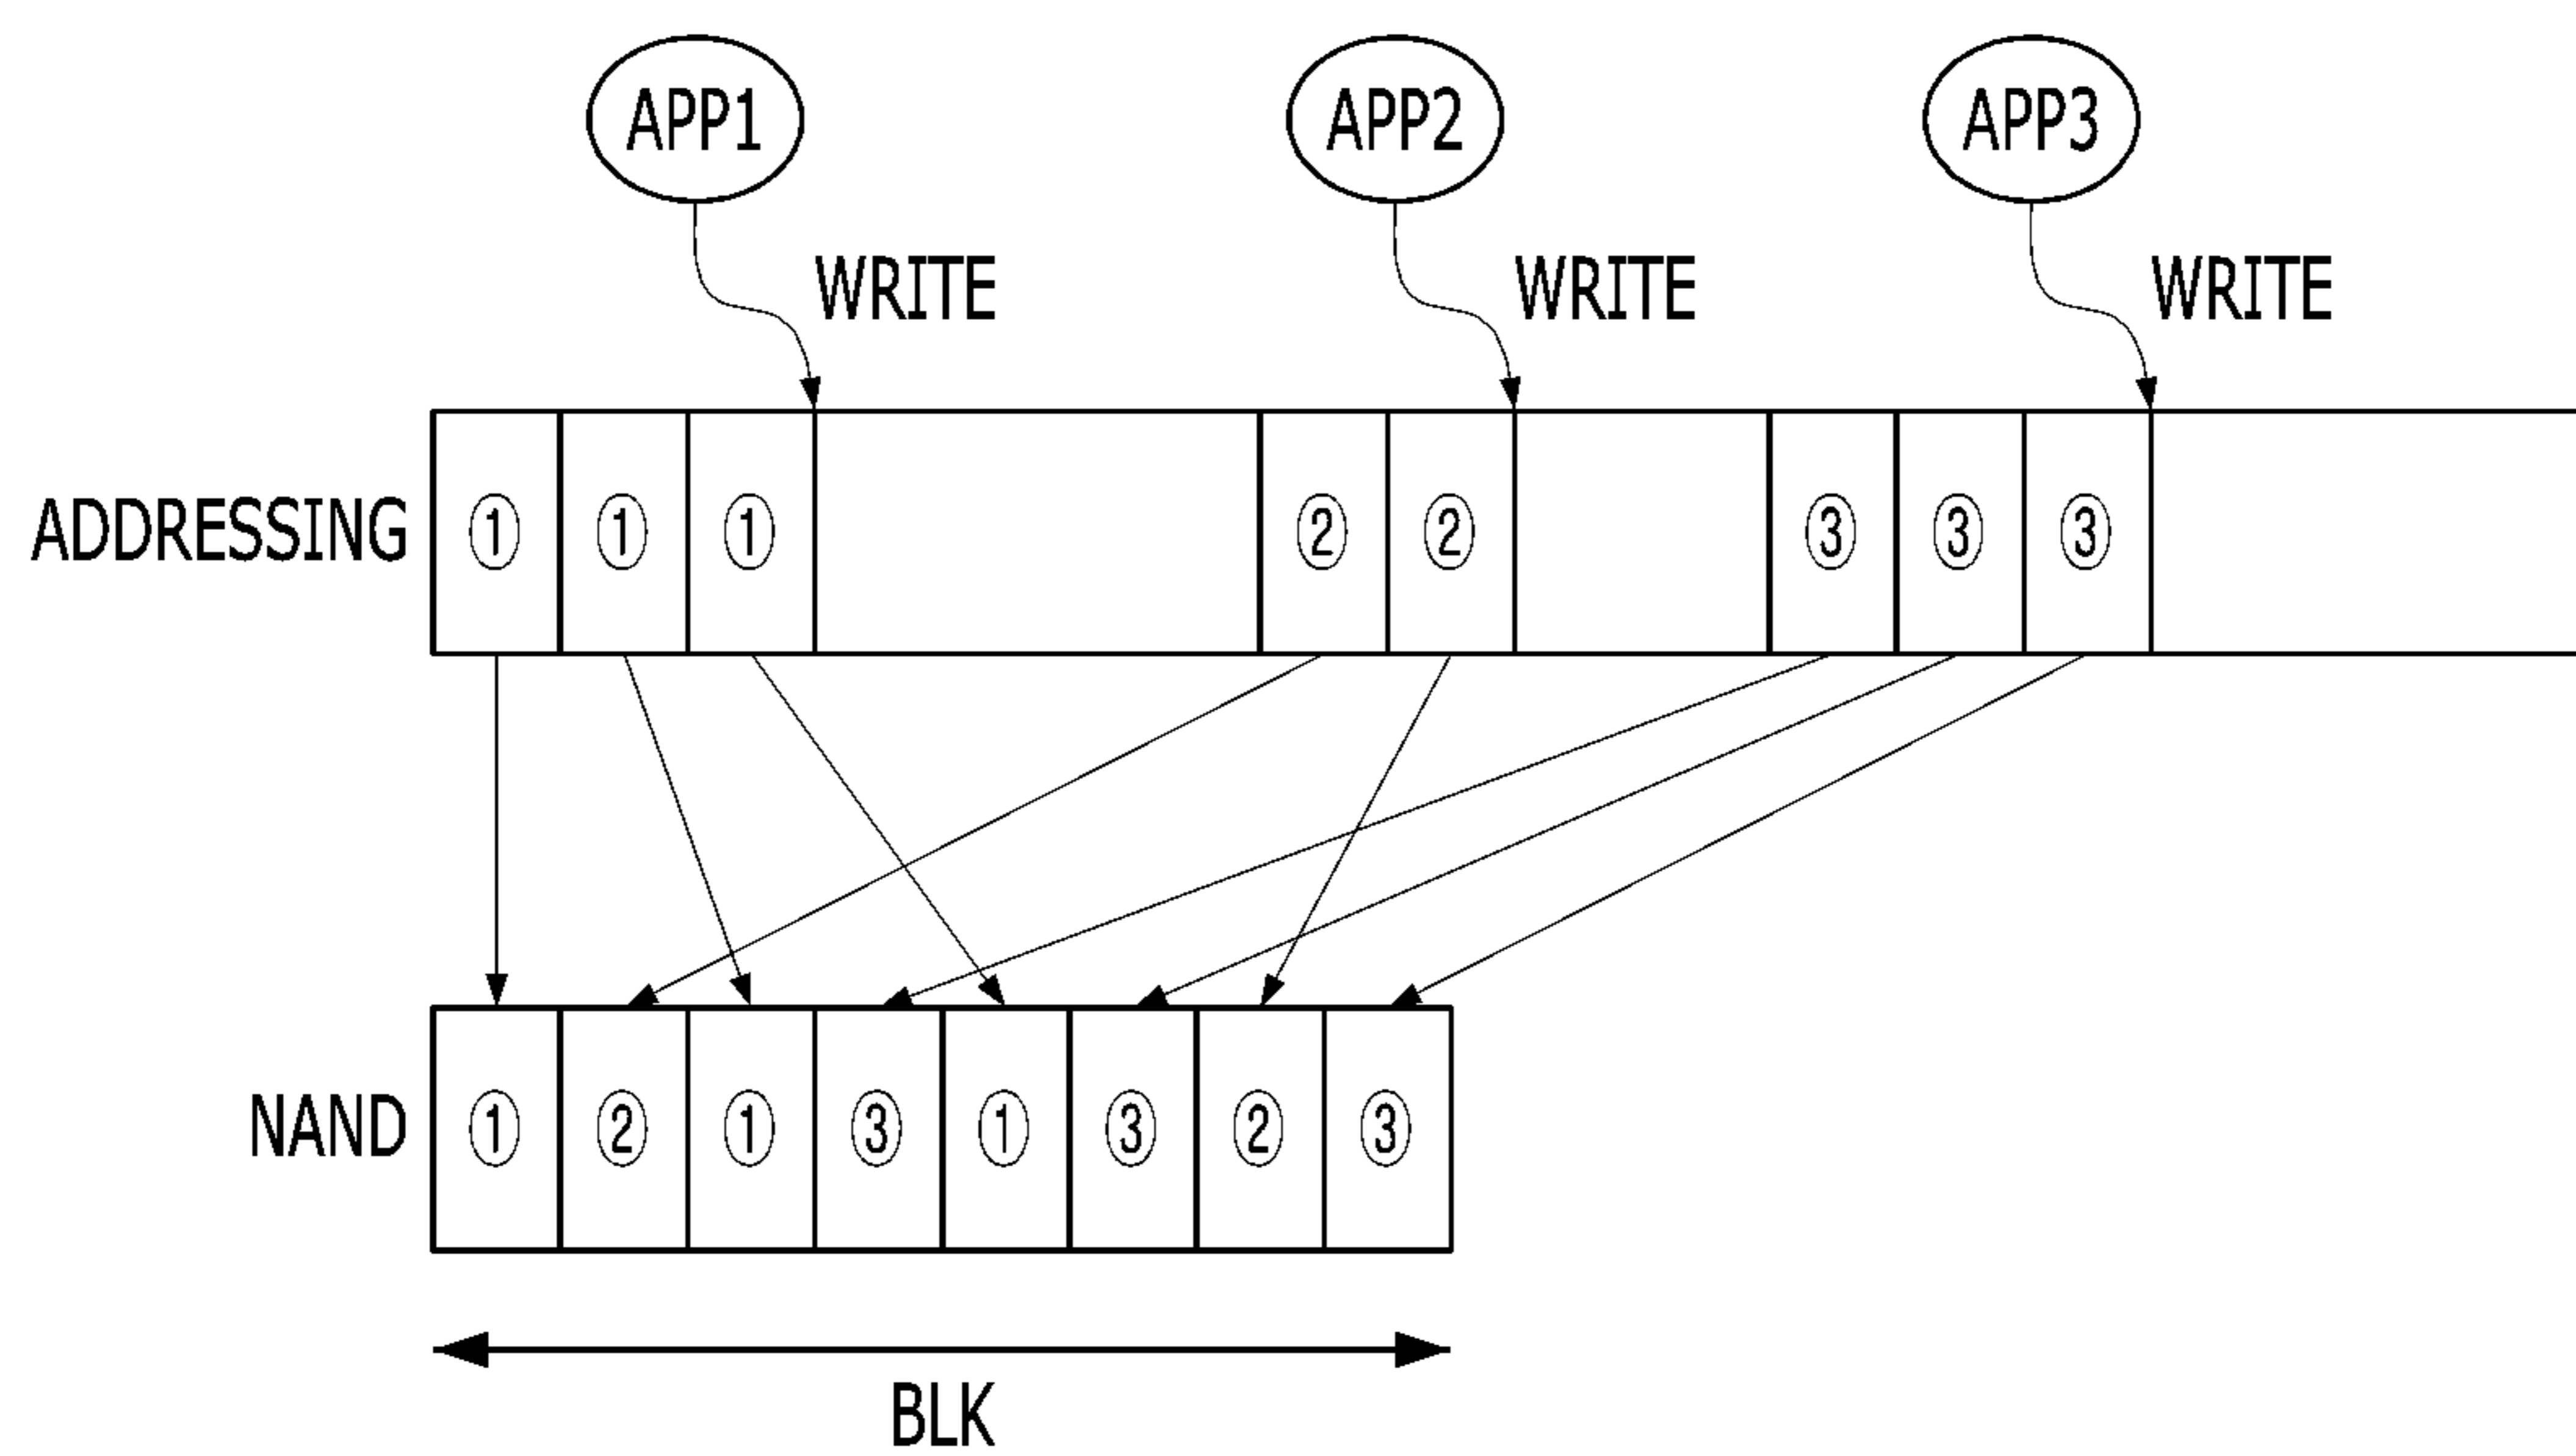 APP1 APP2 APP3
WRITE WRITE WRITE
ADDRESSING ① ① ① ② ② ③ ③ ③
NAND ① ② ① ③ ① ③ ② ③
BLK